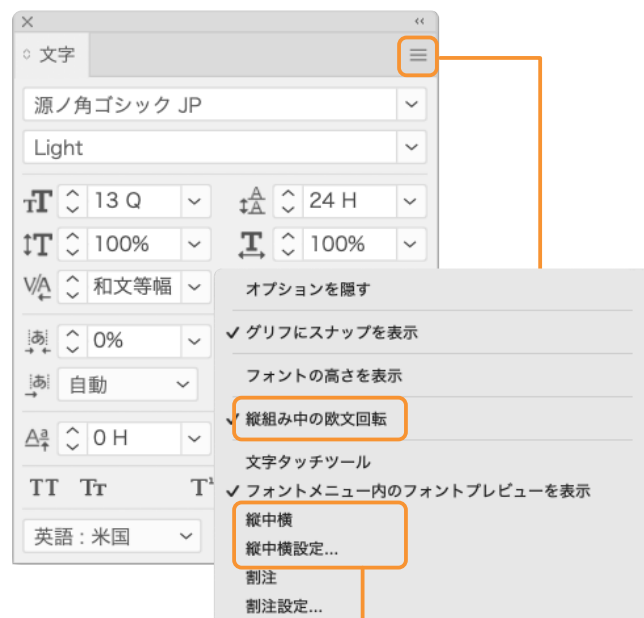 文字
源ノ角ゴシック JP
Light
13 Q
24 H
100%
100%
V/A
和文等幅
オプションを隠す
あ
0%
✓ グリフにスナップを表示
あ
自動
フォントの高さを表示
✓ 縦組み中の欧文回転
Aa
0 H
文字タッチツール
TT Tт T¹
✓ フォントメニュー内のフォントプレビューを表示
縦中横
英語 : 米国
縦中横設定...
割注
割注設定...